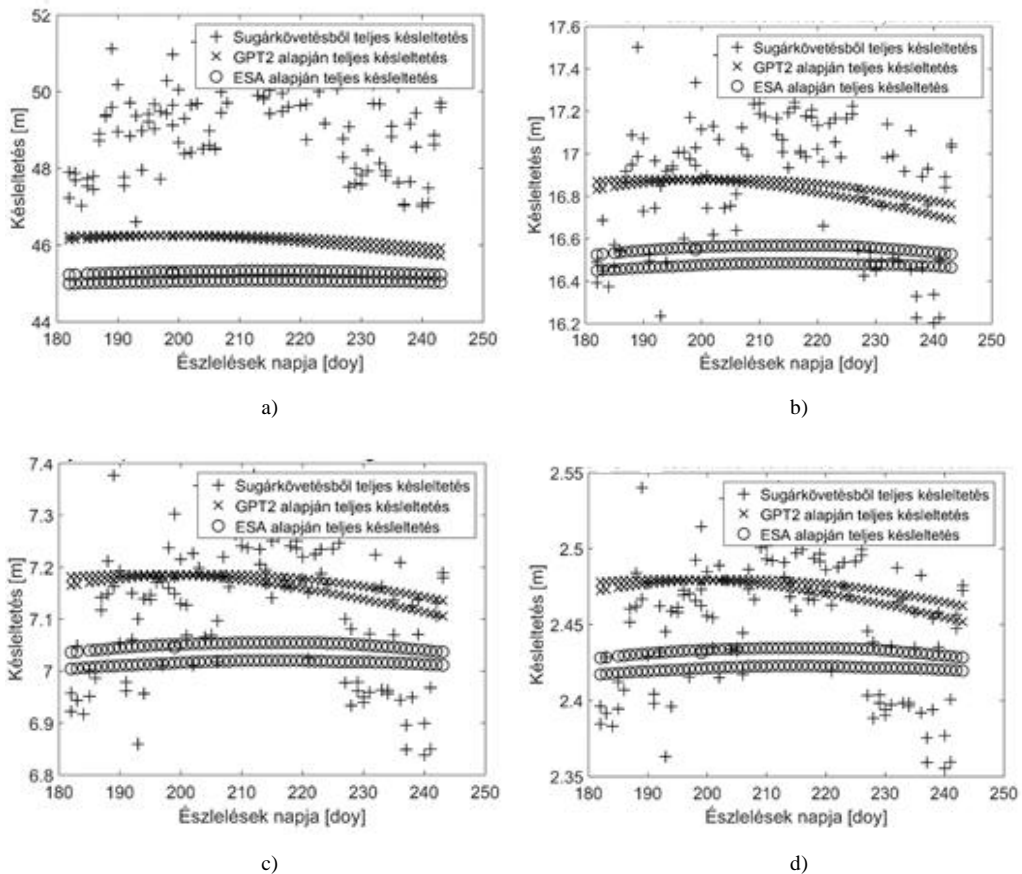 52
50
48
46
44
180 190 200 210 220 230 240 250
Késleltetés [m]
Észlelések napja [doy]
Sugárkövetésből teljes késleltetés
GPT2 alapján teljes késleltetés
ESA alapján teljes késleltetés
a)
17.6
17.4
17.2
17
16.8
16.6
16.4
16.2
180 190 200 210 220 230 240 250
Késleltetés [m]
Észlelések napja [doy]
Sugárkövetésből teljes késleltetés
GPT2 alapján teljes késleltetés
ESA alapján teljes késleltetés
b)
7.4
7.3
7.2
7.1
7
6.9
6.8
180 190 200 210 220 230 240 250
Késleltetés [m]
Észlelések napja [doy]
Sugárkövetésből teljes késleltetés
GPT2 alapján teljes késleltetés
ESA alapján teljes késleltetés
c)
2.55
2.5
2.45
2.4
2.35
180 190 200 210 220 230 240 250
Késleltetés [m]
Észlelések napja [doy]
Sugárkövetésből teljes késleltetés
GPT2 alapján teljes késleltetés
ESA alapján teljes késleltetés
d)